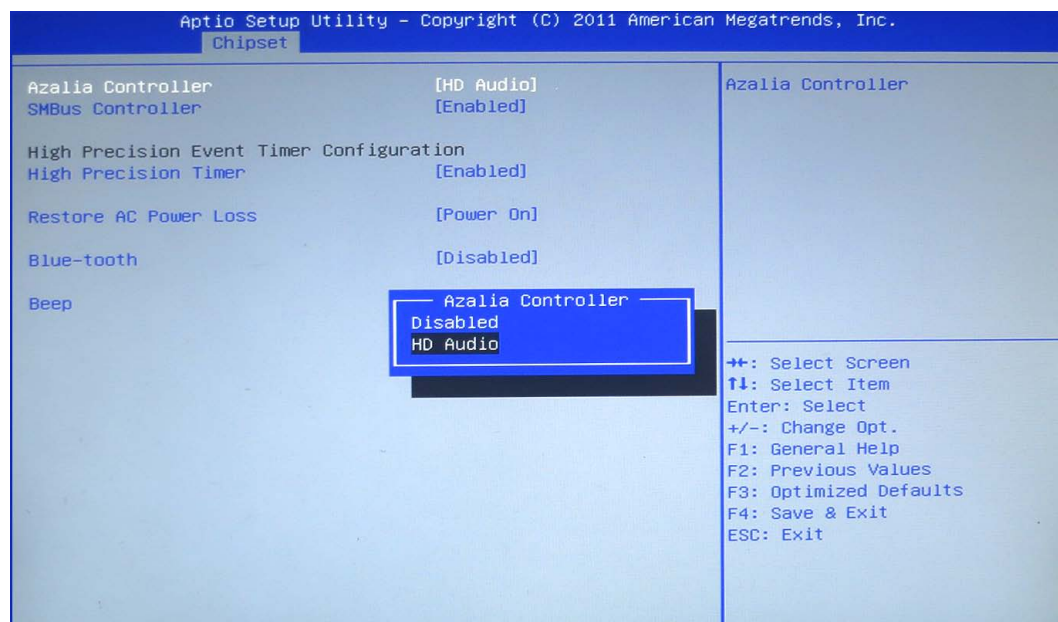 Aptio Setup Utility – Copyright (C) 2011 American Megatrends, Inc.
Chipset
Azalia Controller [HD Audio] Azalia Controller
SMBus Controller [Enabled]
High Precision Event Timer Configuration
High Precision Timer [Enabled]
Restore AC Power Loss [Power On]
Blue-tooth [Disabled]
Beep
Azalia Controller
Disabled
HD Audio
→←: Select Screen
↑↓: Select Item
Enter: Select
+/-: Change Opt.
F1: General Help
F2: Previous Values
F3: Optimized Defaults
F4: Save & Exit
ESC: Exit